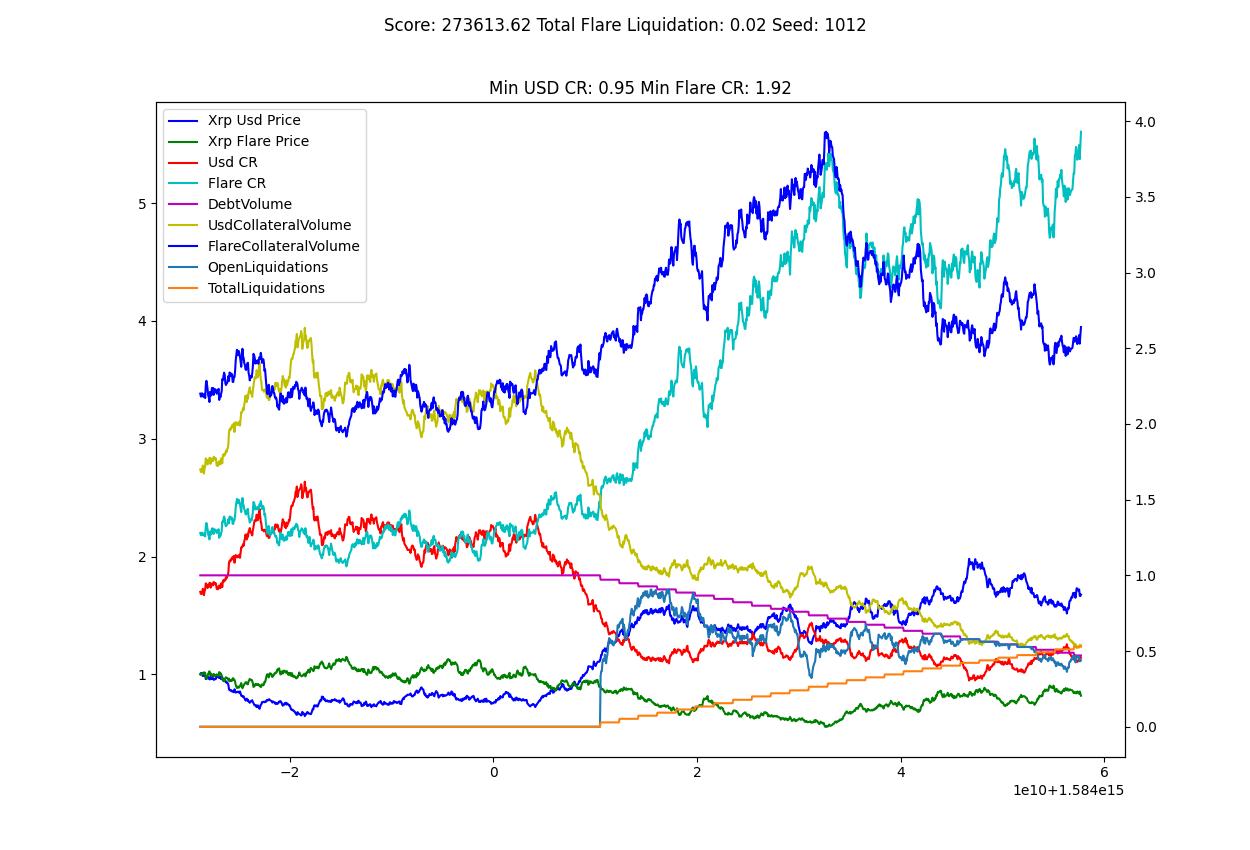 Score: 273613.62 Total Flare Liquidation: 0.02 Seed: 1012
Min USD CR: 0.95 Min Flare CR: 1.92
Xrp Usd Price
Xrp Flare Price
Usd CR
Flare CR
DebtVolume
UsdCollateralVolume
FlareCollateralVolume
OpenLiquidations
TotalLiquidations
5
4
3
2
1
4.0
3.5
3.0
2.5
2.0
1.5
1.0
0.5
0.0
−2 0 2 4 6
1e10+1.584e15